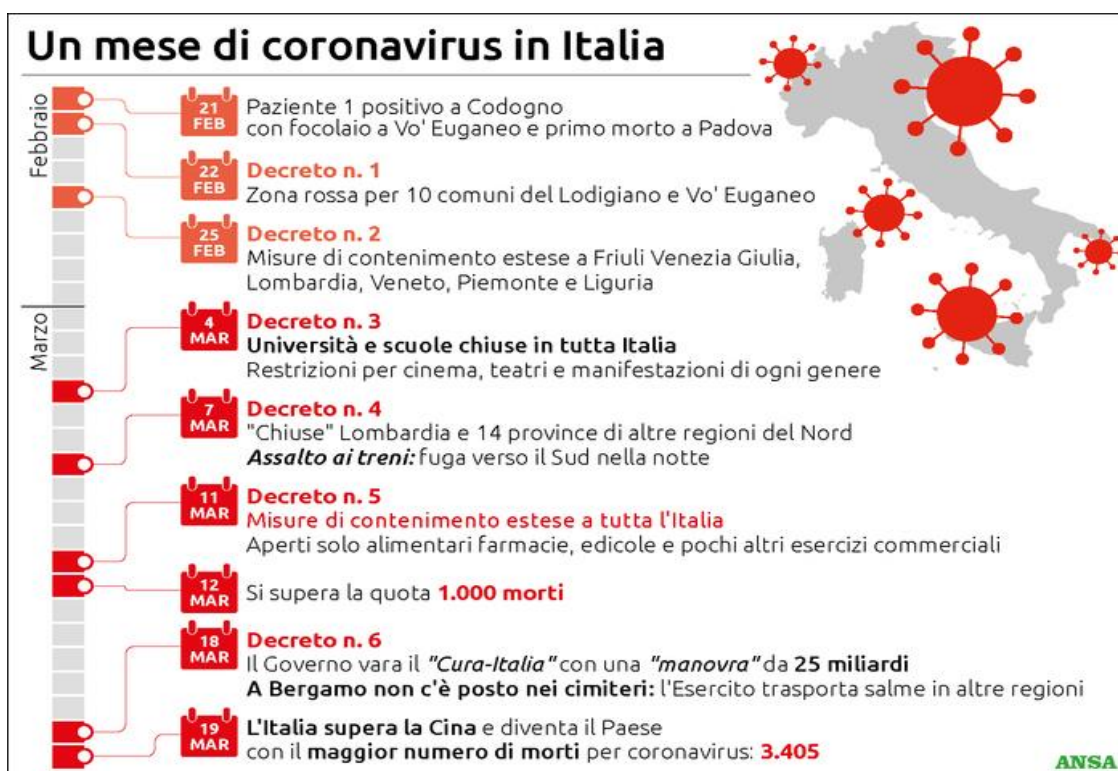 Un mese di coronavirus in Italia
Febbraio
21
FEB
Paziente 1 positivo a Codogno
con focolaio a Vo' Euganeo e primo morto a Padova
22
FEB
Decreto n. 1
Zona rossa per 10 comuni del Lodigiano e Vo' Euganeo
25
FEB
Decreto n. 2
Misure di contenimento estese a Friuli Venezia Giulia,
Lombardia, Veneto, Piemonte e Liguria
Marzo
4
MAR
Decreto n. 3
Università e scuole chiuse in tutta Italia
Restrizioni per cinema, teatri e manifestazioni di ogni genere
7
MAR
Decreto n. 4
"Chiuse" Lombardia e 14 province di altre regioni del Nord
Assalto ai treni: fuga verso il Sud nella notte
11
MAR
Decreto n. 5
Misure di contenimento estese a tutta l'Italia
Aperti solo alimentari farmacie, edicole e pochi altri esercizi commerciali
12
MAR
Si supera la quota 1.000 morti
18
MAR
Decreto n. 6
Il Governo vara il "Cura-Italia" con una "manovra" da 25 miliardi
A Bergamo non c'è posto nei cimiteri: l'Esercito trasporta salme in altre regioni
19
MAR
L'Italia supera la Cina e diventa il Paese
con il maggior numero di morti per coronavirus: 3.405
ANSA